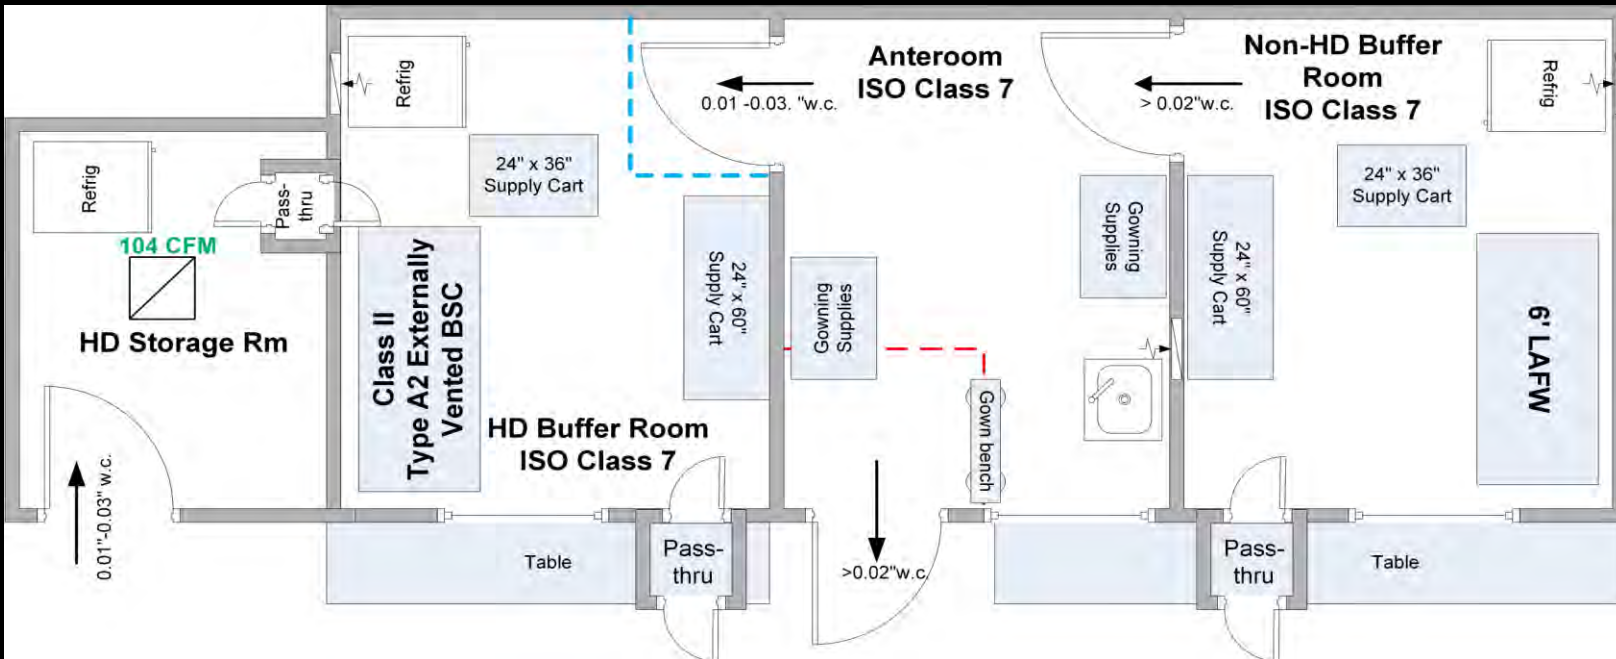 Refrig
104 CFM
HD Storage Rm
0.01"-0.03" w.c.
Pass-
thru
Refrig
24" x 36"
Supply Cart
Class II
Type A2 Externally
Vented BSC
24" x 60"
Supply Cart
HD Buffer Room
ISO Class 7
Table
Pass-
thru
Anteroom
ISO Class 7
0.01 -0.03. "w.c.
Gowning
Supplies
Gowning
Supplies
Gown bench
>0.02"w.c.
Non-HD Buffer
Room
ISO Class 7
> 0.02"w.c.
Refrig
24" x 36"
Supply Cart
24" x 60"
Supply Cart
6' LAFW
Pass-
thru
Table